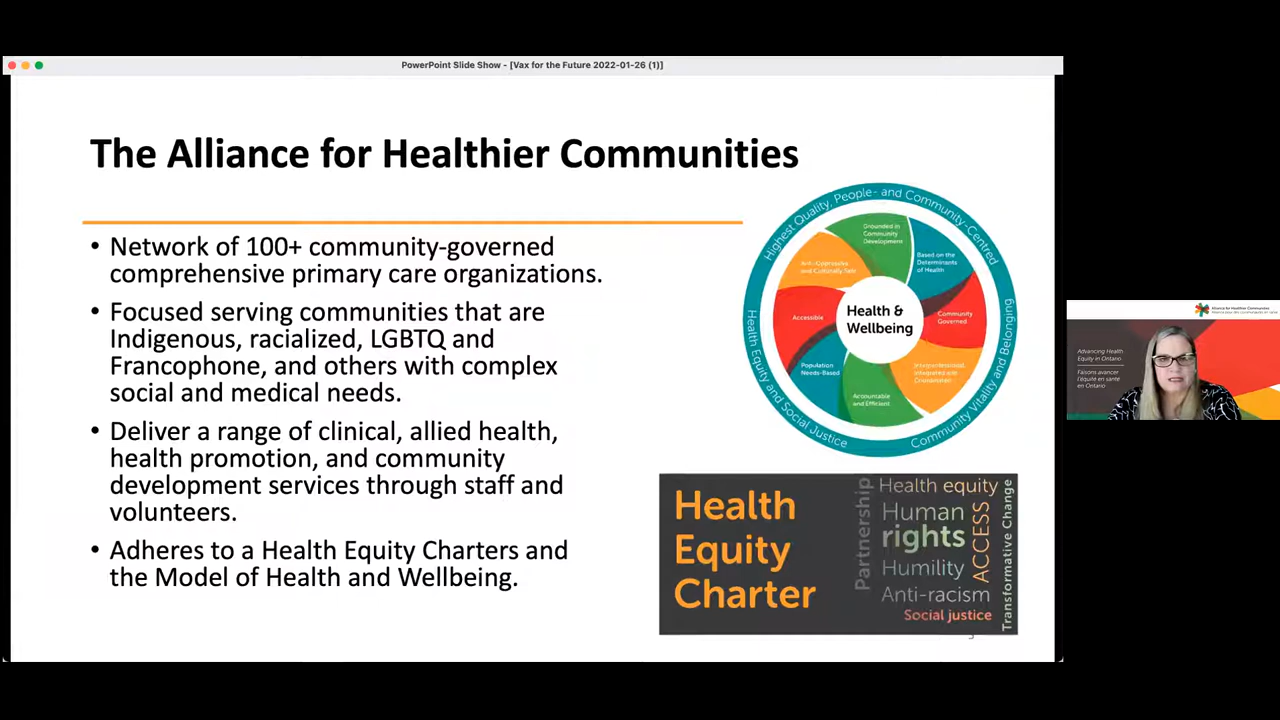 PowerPoint Slide Show - [Vax for the Future 2022-01-26 (1)]
The Alliance for Healthier Communities
• Network of 100+ community-governed
comprehensive primary care organizations.
• Focused serving communities that are
Indigenous, racialized, LGBTQ and
Francophone, and others with complex
social and medical needs.
• Deliver a range of clinical, allied health,
health promotion, and community
development services through staff and
volunteers.
• Adheres to a Health Equity Charters and
the Model of Health and Wellbeing.
Highest Quality, People- and Community-Centred
Community Vitality and Belonging
Health Equity and Social Justice
Grounded in
Community
Development
Based on the
Determinants
of Health
Community
Governed
Interprofessional,
Integrated and
Coordinated
Accountable
and Efficient
Population
Needs-Based
Accessible
Anti-Oppressive
and Culturally Safe
Health &
Wellbeing
Health
Equity
Charter
Partnership
Health equity
Human
rights
Humility
Anti-racism
Social justice
ACCESS
Transformative Change
Alliance for Healthier Communities
Advancing Health
Equity in Ontario
Faisons avancer
l'équité en santé
en Ontario